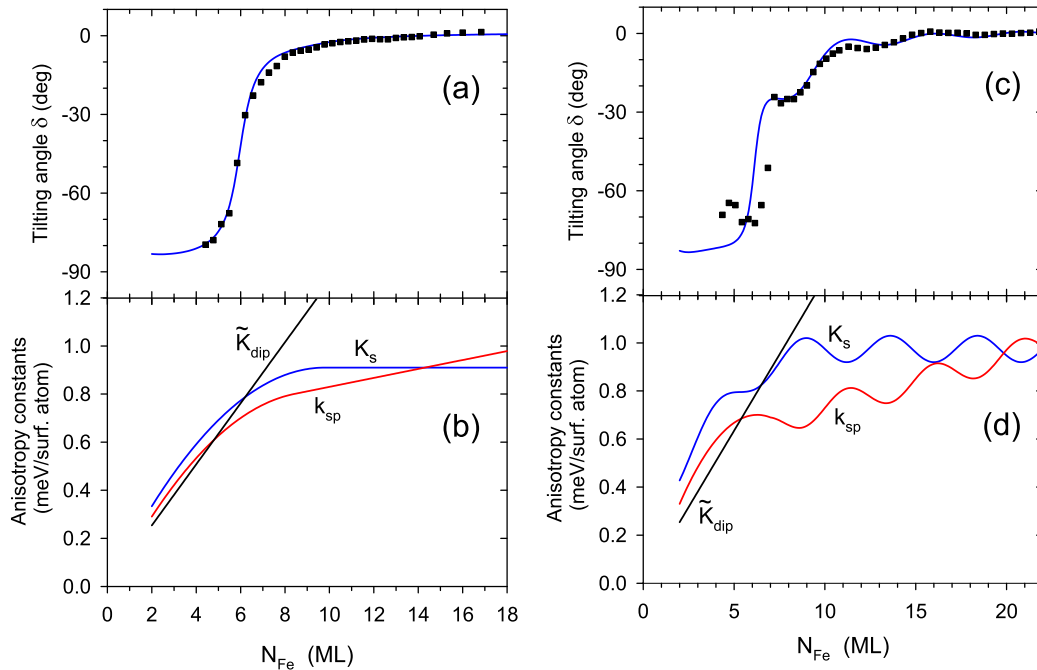 0
-30
-60
-90
Tilting angle δ (deg)
(a)
0
-30
-60
-90
Tilting angle δ (deg)
(c)
1.2
1.0
0.8
0.6
0.4
0.2
0.0
Anisotropy constants
(meV/surf. atom)
K̃dip
Ks
ksp
(b)
0 2 4 6 8 10 12 14 16 18
NFe (ML)
1.2
1.0
0.8
0.6
0.4
0.2
0.0
Anisotropy constants
(meV/surf. atom)
Ks
ksp
K̃dip
(d)
0 5 10 15 20
NFe (ML)